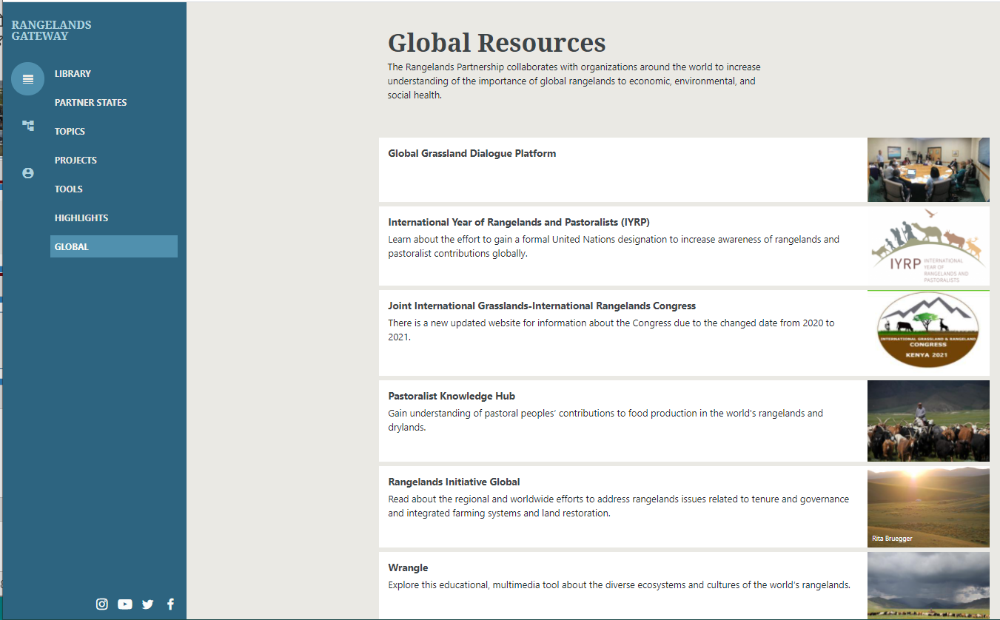 RANGELANDS
GATEWAY
LIBRARY
PARTNER STATES
TOPICS
PROJECTS
TOOLS
HIGHLIGHTS
GLOBAL
Global Resources
The Rangelands Partnership collaborates with organizations around the world to increase
understanding of the importance of global rangelands to economic, environmental, and
social health.
Global Grassland Dialogue Platform
International Year of Rangelands and Pastoralists (IYRP)
Learn about the effort to gain a formal United Nations designation to increase awareness of rangelands and
pastoralist contributions globally.
IYRP
INTERNATIONAL
YEAR OF
RANGELANDS AND
PASTORALISTS
Joint International Grasslands-International Rangelands Congress
There is a new updated website for information about the Congress due to the changed date from 2020 to
2021.
INTERNATIONAL GRASSLAND & RANGELAND
CONGRESS
KENYA 2021
Pastoralist Knowledge Hub
Gain understanding of pastoral peoples' contributions to food production in the world's rangelands and
drylands.
Rangelands Initiative Global
Read about the regional and worldwide efforts to address rangelands issues related to tenure and governance
and integrated farming systems and land restoration.
Rita Bruegger
Wrangle
Explore this educational, multimedia tool about the diverse ecosystems and cultures of the world's rangelands.